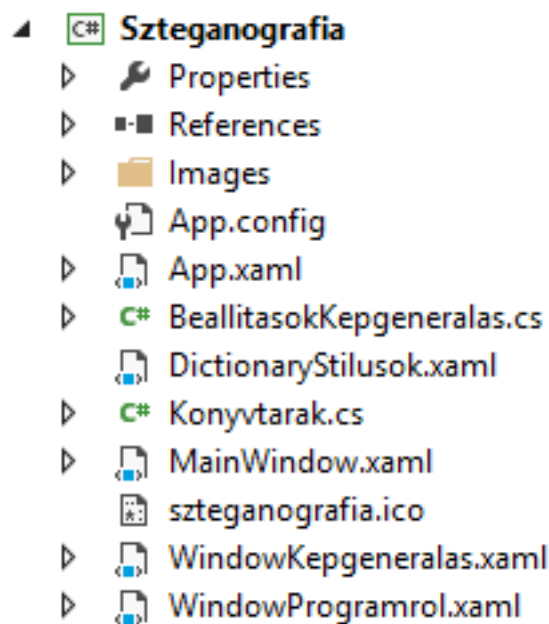 C# Szteganografia
Properties
References
Images
App.config
App.xaml
C# BeallitasokKepgeneralas.cs
DictionaryStilusok.xaml
C# Konyvtarak.cs
MainWindow.xaml
szteganografia.ico
WindowKepgeneralas.xaml
WindowProgramrol.xaml